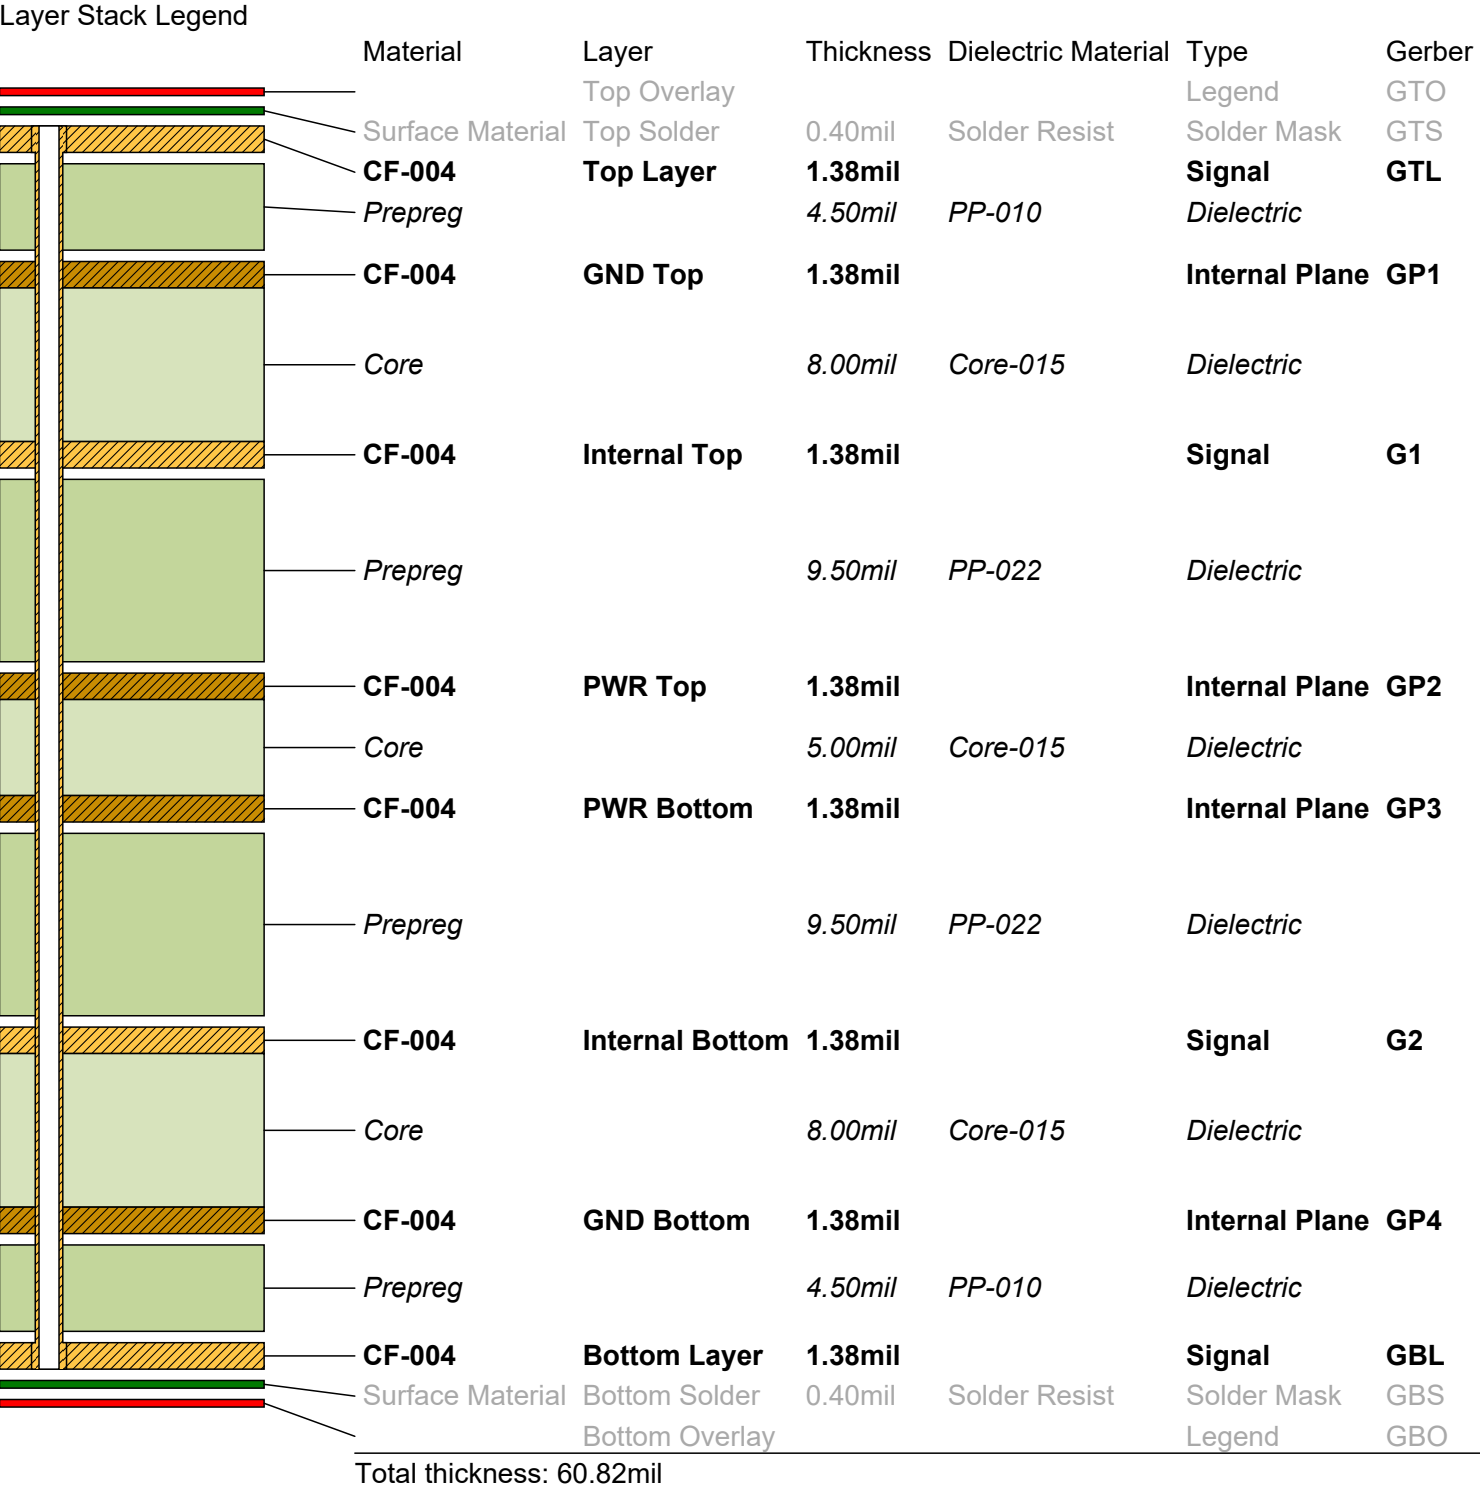 Layer Stack Legend
Material Layer Thickness Dielectric Material Type Gerber
Top Overlay Legend GTO
Surface Material Top Solder 0.40mil Solder Resist Solder Mask GTS
CF-004 Top Layer 1.38mil Signal GTL
Prepreg 4.50mil PP-010 Dielectric
CF-004 GND Top 1.38mil Internal Plane GP1
Core 8.00mil Core-015 Dielectric
CF-004 Internal Top 1.38mil Signal G1
Prepreg 9.50mil PP-022 Dielectric
CF-004 PWR Top 1.38mil Internal Plane GP2
Core 5.00mil Core-015 Dielectric
CF-004 PWR Bottom 1.38mil Internal Plane GP3
Prepreg 9.50mil PP-022 Dielectric
CF-004 Internal Bottom 1.38mil Signal G2
Core 8.00mil Core-015 Dielectric
CF-004 GND Bottom 1.38mil Internal Plane GP4
Prepreg 4.50mil PP-010 Dielectric
CF-004 Bottom Layer 1.38mil Signal GBL
Surface Material Bottom Solder 0.40mil Solder Resist Solder Mask GBS
Bottom Overlay Legend GBO
Total thickness: 60.82mil